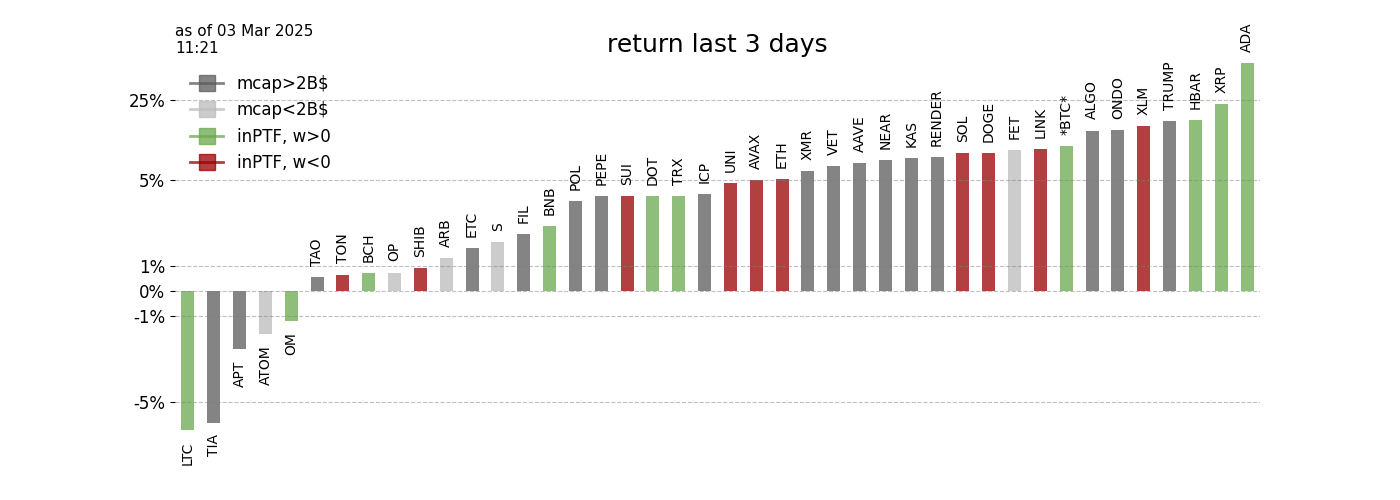 as of 03 Mar 2025
11:21
return last 3 days
mcap>2B$
mcap<2B$
inPTF, w>0
inPTF, w<0
25%
5%
1%
0%
-1%
-5%
LTC
TIA
APT
ATOM
OM
TAO
TON
BCH
OP
SHIB
ARB
ETC
S
FIL
BNB
POL
PEPE
SUI
DOT
TRX
ICP
UNI
AVAX
ETH
XMR
VET
AAVE
NEAR
KAS
RENDER
SOL
DOGE
FET
LINK
*BTC*
ALGO
ONDO
XLM
TRUMP
HBAR
XRP
ADA